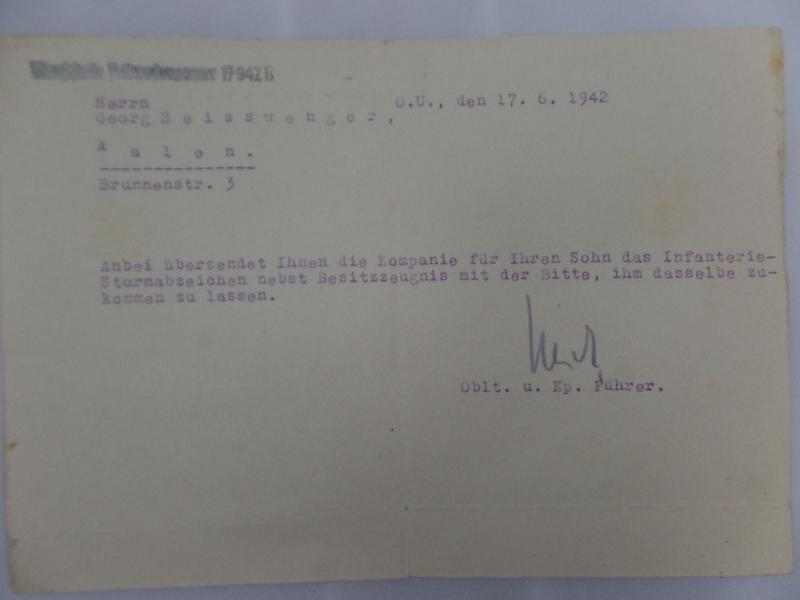 Dienststelle Feldpostnummer 17942 B
Herrn O.U., den 17. 6. 1942
Georg B e i s s w e n g e r ,
A a l e n .
Brunnenstr. 3
Anbei übersendet Ihnen die Kompanie für Ihren Sohn das Infanterie-
Sturmabzeichen nebst Besitzzeugnis mit der Bitte, ihm dasselbe zu-
kommen zu lassen.
Oblt. u. Kp. Führer.